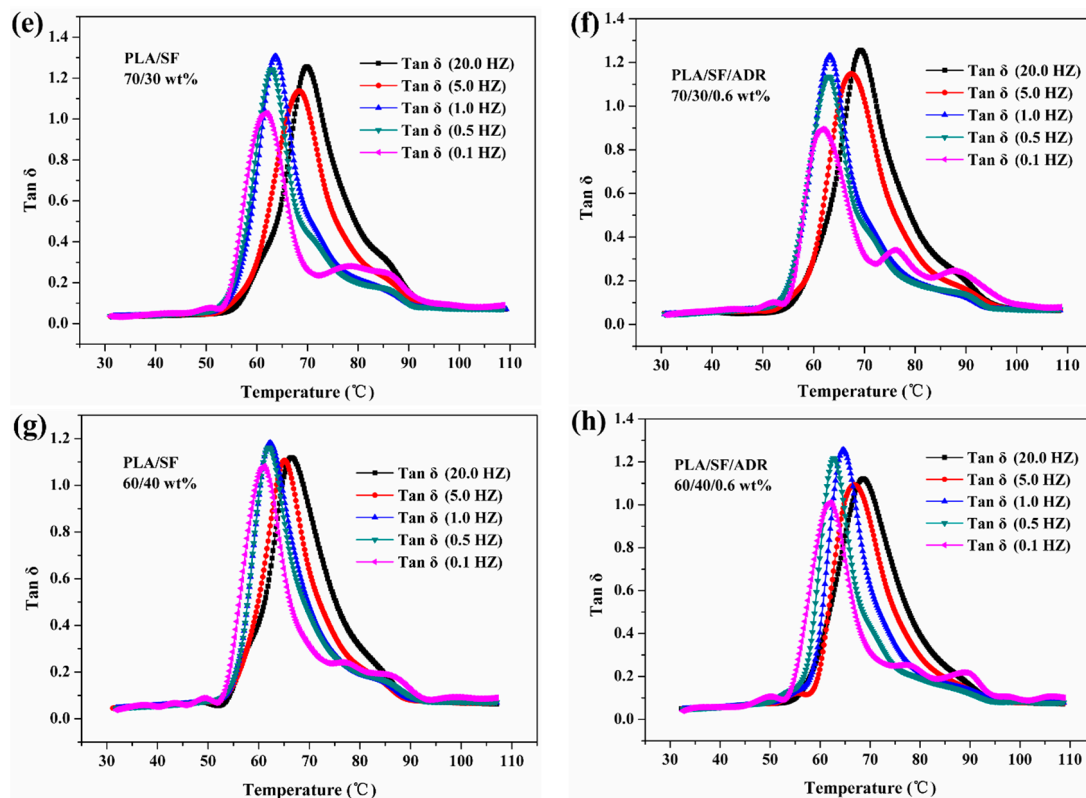 (e)
PLA/SF
70/30 wt%
Tan δ (20.0 HZ)
Tan δ (5.0 HZ)
Tan δ (1.0 HZ)
Tan δ (0.5 HZ)
Tan δ (0.1 HZ)
1.4
1.2
1.0
0.8
0.6
0.4
0.2
0.0
Tan δ
30 40 50 60 70 80 90 100 110
Temperature (℃)
(f)
PLA/SF/ADR
70/30/0.6 wt%
Tan δ (20.0 HZ)
Tan δ (5.0 HZ)
Tan δ (1.0 HZ)
Tan δ (0.5 HZ)
Tan δ (0.1 HZ)
1.4
1.2
1.0
0.8
0.6
0.4
0.2
0.0
Tan δ
30 40 50 60 70 80 90 100 110
Temperature (℃)
(g)
PLA/SF
60/40 wt%
Tan δ (20.0 HZ)
Tan δ (5.0 HZ)
Tan δ (1.0 HZ)
Tan δ (0.5 HZ)
Tan δ (0.1 HZ)
1.2
1.0
0.8
0.6
0.4
0.2
0.0
Tan δ
30 40 50 60 70 80 90 100 110
Temperature (℃)
(h)
PLA/SF/ADR
60/40/0.6 wt%
Tan δ (20.0 HZ)
Tan δ (5.0 HZ)
Tan δ (1.0 HZ)
Tan δ (0.5 HZ)
Tan δ (0.1 HZ)
1.4
1.2
1.0
0.8
0.6
0.4
0.2
0.0
Tan δ
30 40 50 60 70 80 90 100 110
Temperature (℃)